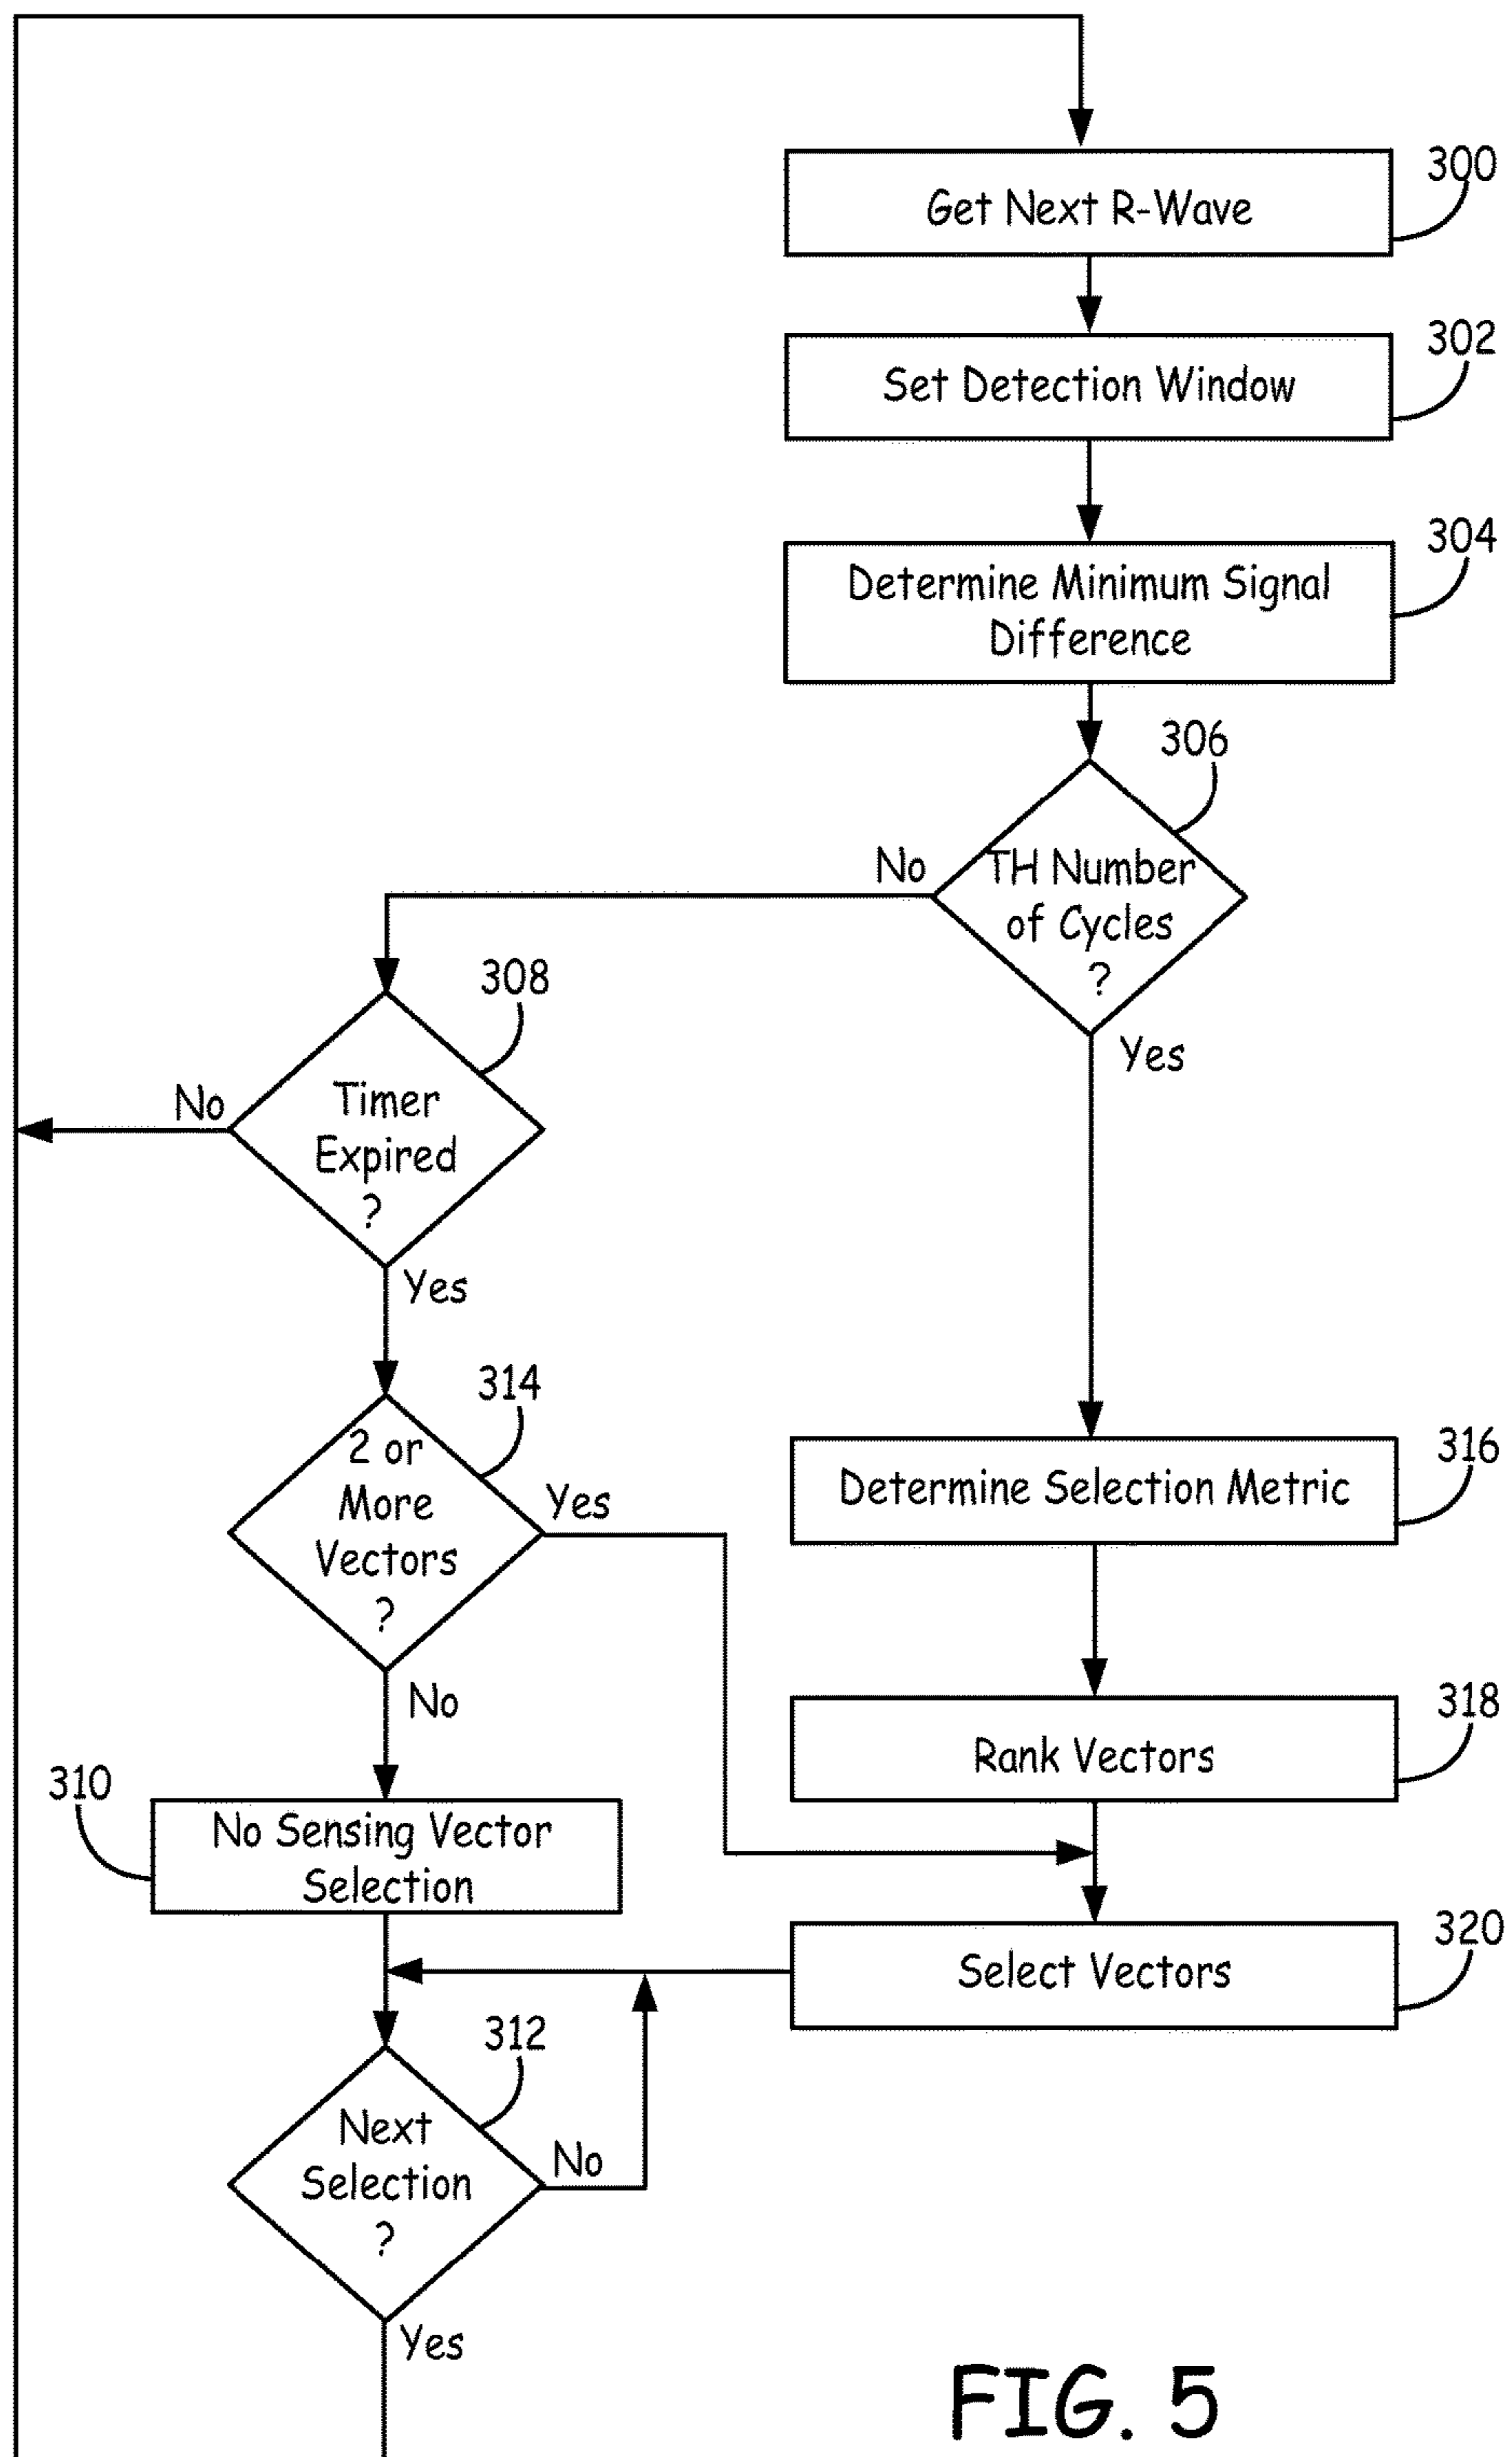 300
Get Next R-Wave
302
Set Detection Window
304
Determine Minimum Signal
Difference
306
TH Number
of Cycles
?
No
Yes
308
Timer
Expired
?
No
Yes
314
2 or
More
Vectors
?
Yes
No
316
Determine Selection Metric
318
Rank Vectors
310
No Sensing Vector
Selection
320
Select Vectors
312
Next
Selection
?
No
Yes
FIG. 5